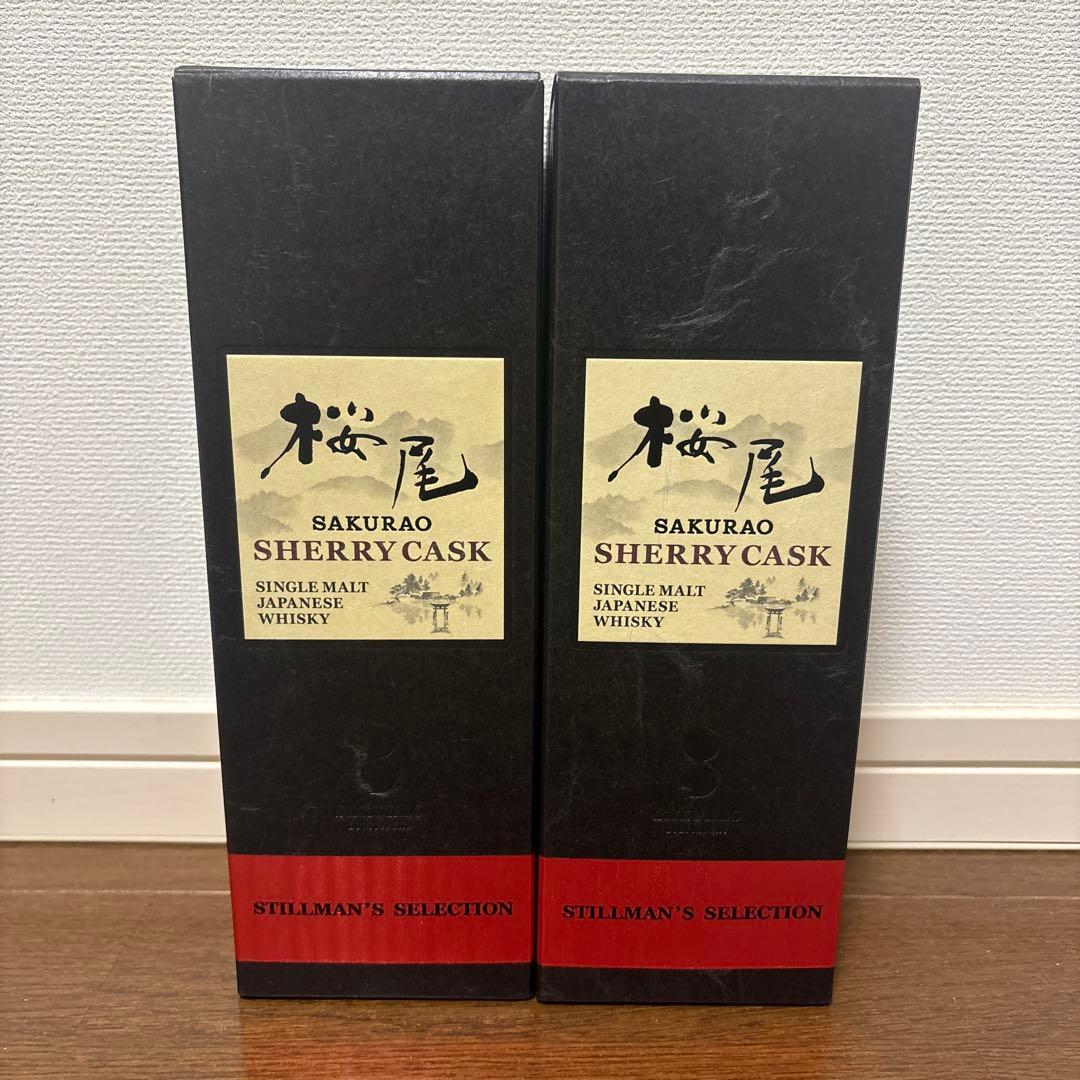 桜尾
SAKURAO
SHERRY CASK
SINGLE MALT
JAPANESE
WHISKY
STILLMAN'S SELECTION
桜尾
SAKURAO
SHERRY CASK
SINGLE MALT
JAPANESE
WHISKY
STILLMAN'S SELECTION